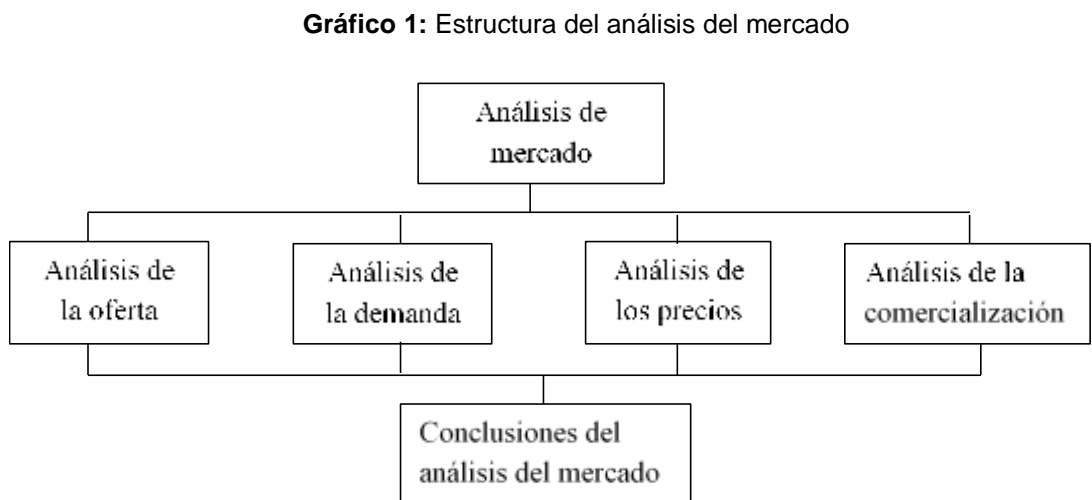 Gráfico 1: Estructura del análisis del mercado
Análisis de
mercado
Análisis de
la oferta
Análisis de
la demanda
Análisis de
los precios
Análisis de la
comercialización
Conclusiones del
análisis del mercado